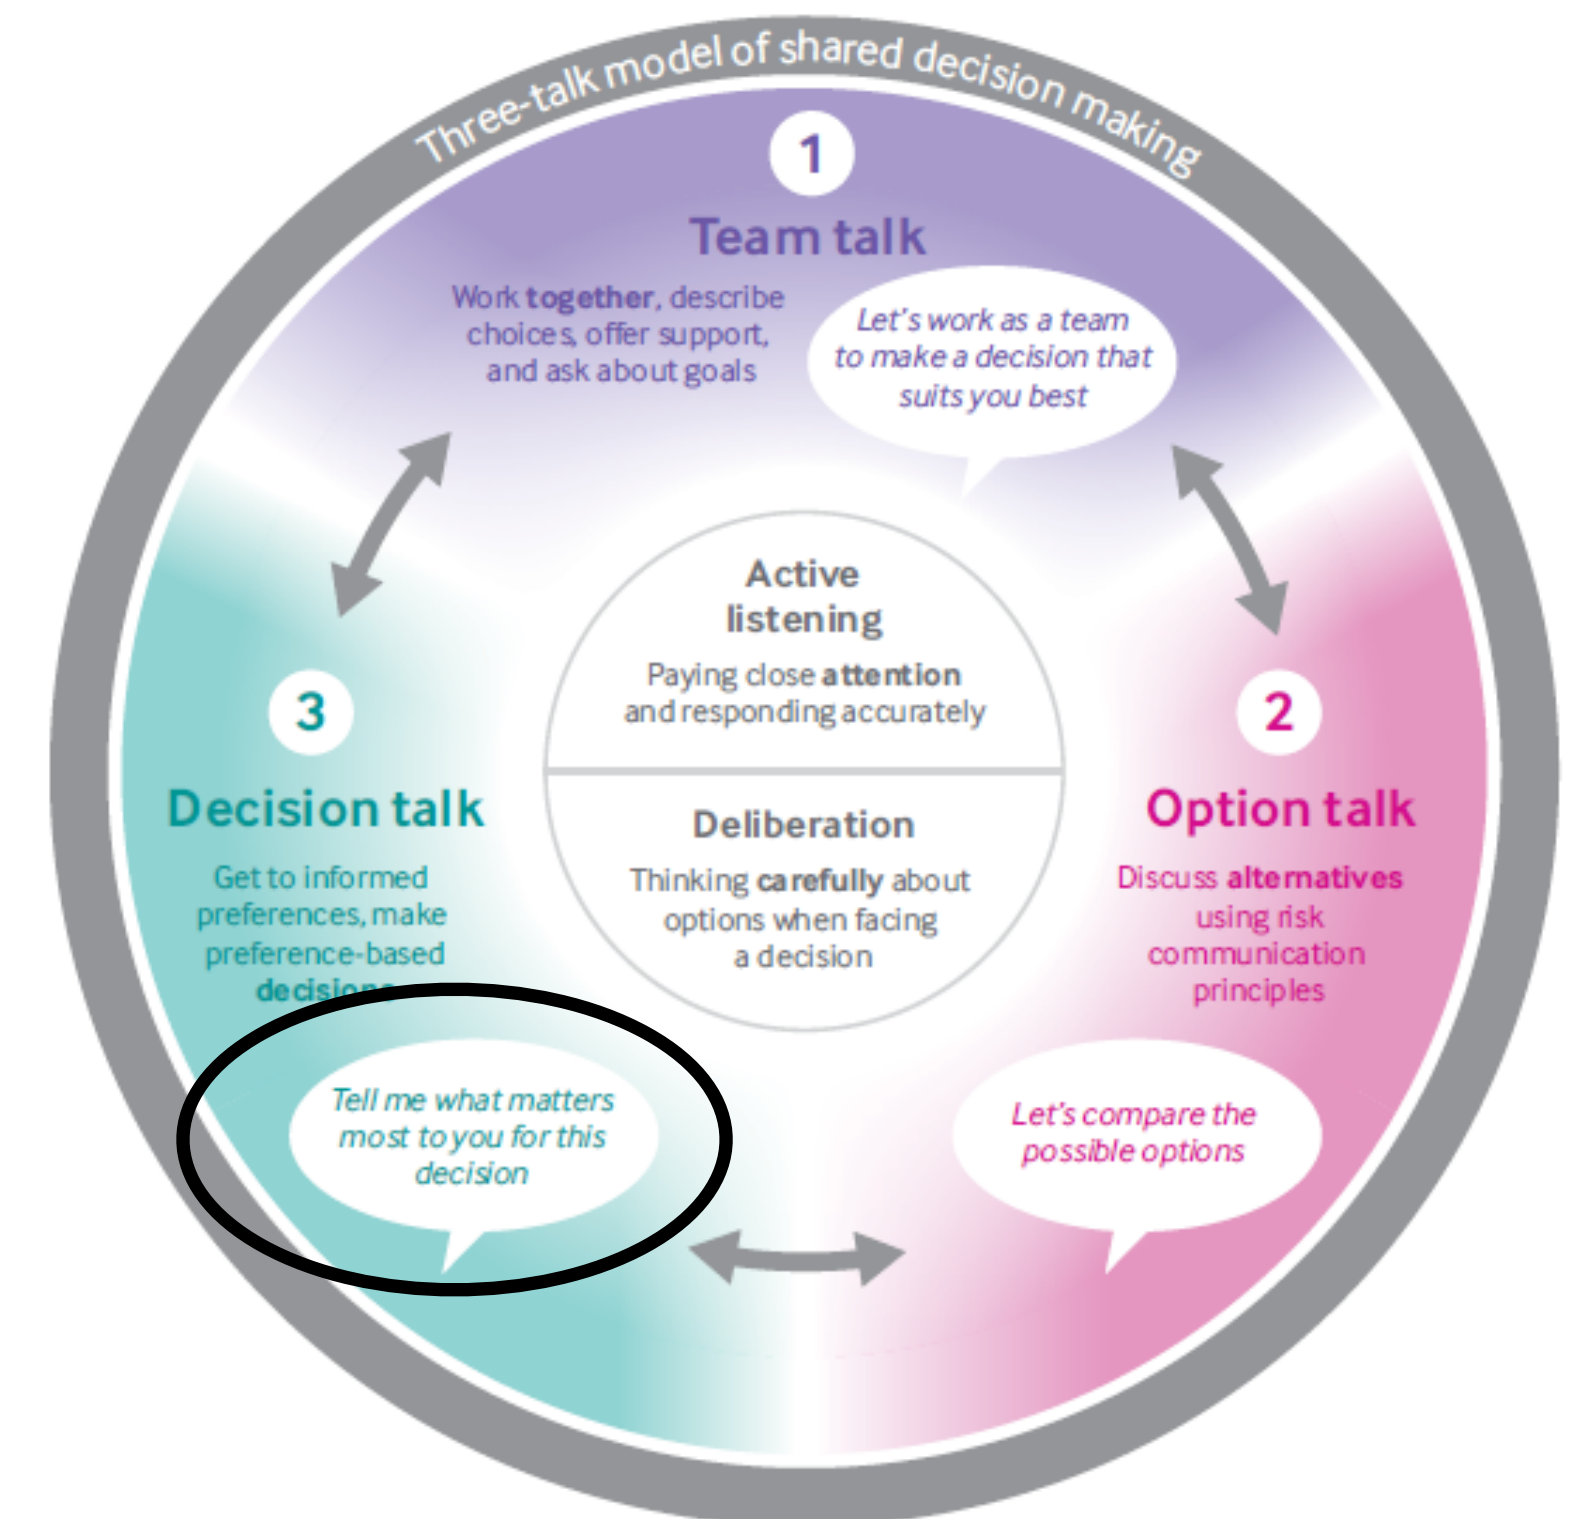 Three-talk model of shared decision making
1
Team talk
Work together, describe
choices, offer support,
and ask about goals
Let's work as a team
to make a decision that
suits you best
Active
listening
Paying close attention
and responding accurately
Deliberation
Thinking carefully about
options when facing
a decision
2
Option talk
Discuss alternatives
using risk
communication
principles
Let's compare the
possible options
3
Decision talk
Get to informed
preferences, make
preference-based
decisions
Tell me what matters
most to you for this
decision